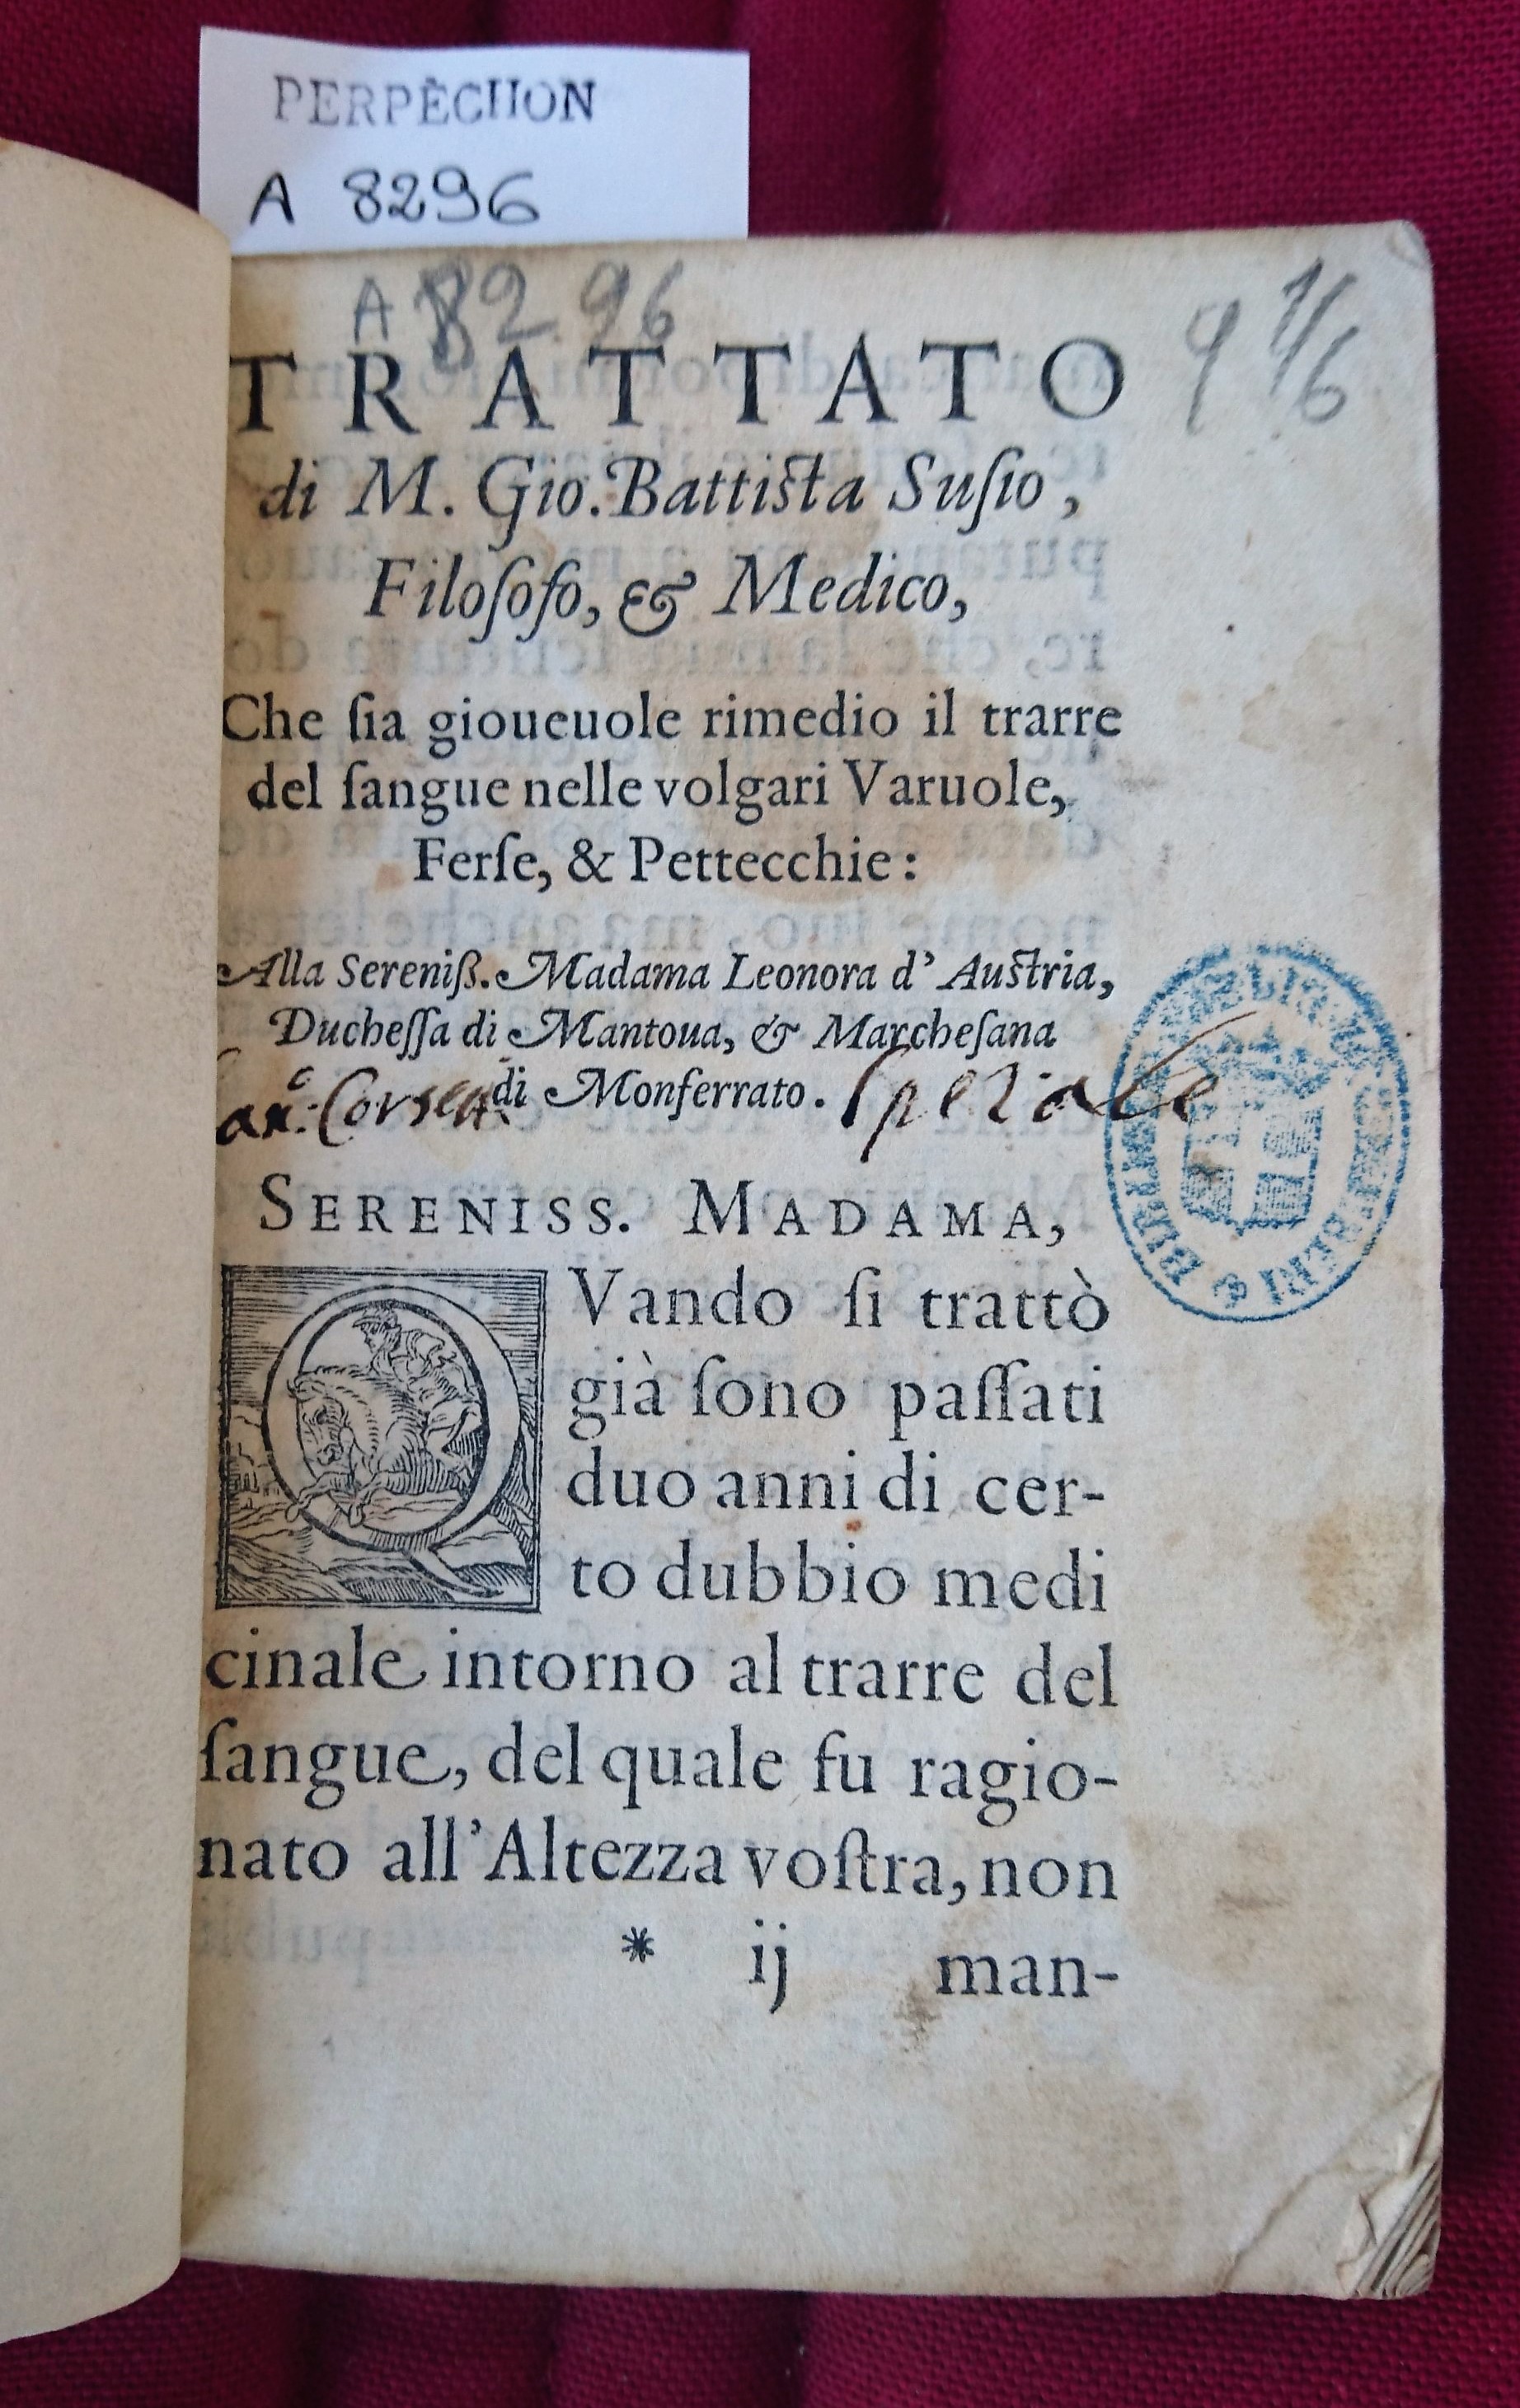 PERPÈCHON
A 8296
A 8296
TRATTATO
di M. Gio. Battiſta Suſio,
Filoſofo, & Medico,
Che ſia gioueuole rimedio il trarre
del ſangue nelle volgari Varuole,
Ferſe, & Pettecchie:
Alla Sereniß. Madama Leonora d' Auſtria,
Ducheſſa di Mantoua, & Marcheſana
di Monferrato.
Speziale
SERENISS. MADAMA,
QVando ſi trattò
già ſono paſſati
duo anni di cer-
to dubbio medi
cinale intorno al trarre del
ſangue, del quale fu ragio-
nato all'Altezza voſtra, non
* ij man-